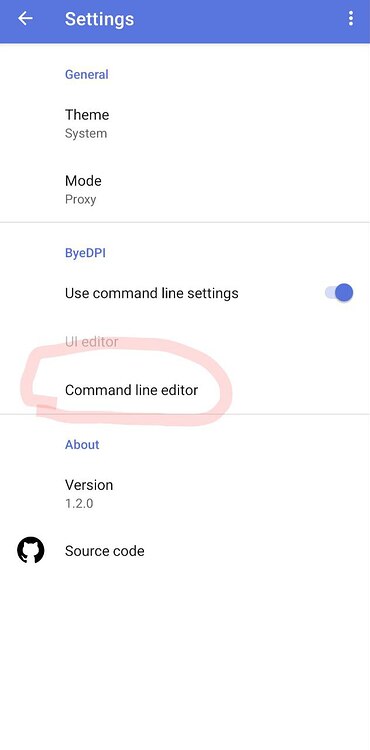 Settings
General
Theme
System
Mode
Proxy
ByeDPI
Use command line settings
UI editor
Command line editor
About
Version
1.2.0
Source code